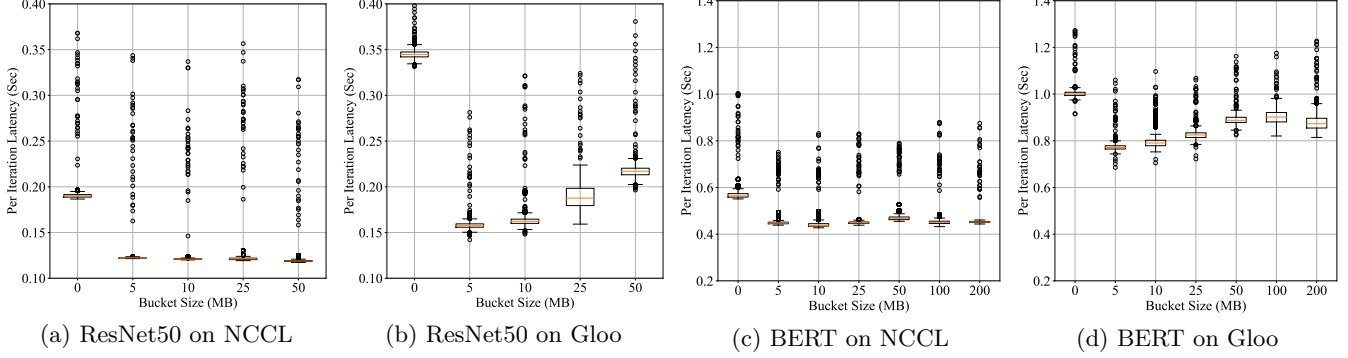 0.40
0.35
0.30
0.25
0.20
0.15
0.10
Per Iteration Latency (Sec)
0 5 10 25 50
Bucket Size (MB)
(a) ResNet50 on NCCL
0.40
0.35
0.30
0.25
0.20
0.15
0.10
Per Iteration Latency (Sec)
0 5 10 25 50
Bucket Size (MB)
(b) ResNet50 on Gloo
1.4
1.2
1.0
0.8
0.6
0.4
0.2
Per Iteration Latency (Sec)
0 5 10 25 50 100 200
Bucket Size (MB)
(c) BERT on NCCL
1.4
1.2
1.0
0.8
0.6
0.4
0.2
Per Iteration Latency (Sec)
0 5 10 25 50 100 200
Bucket Size (MB)
(d) BERT on Gloo